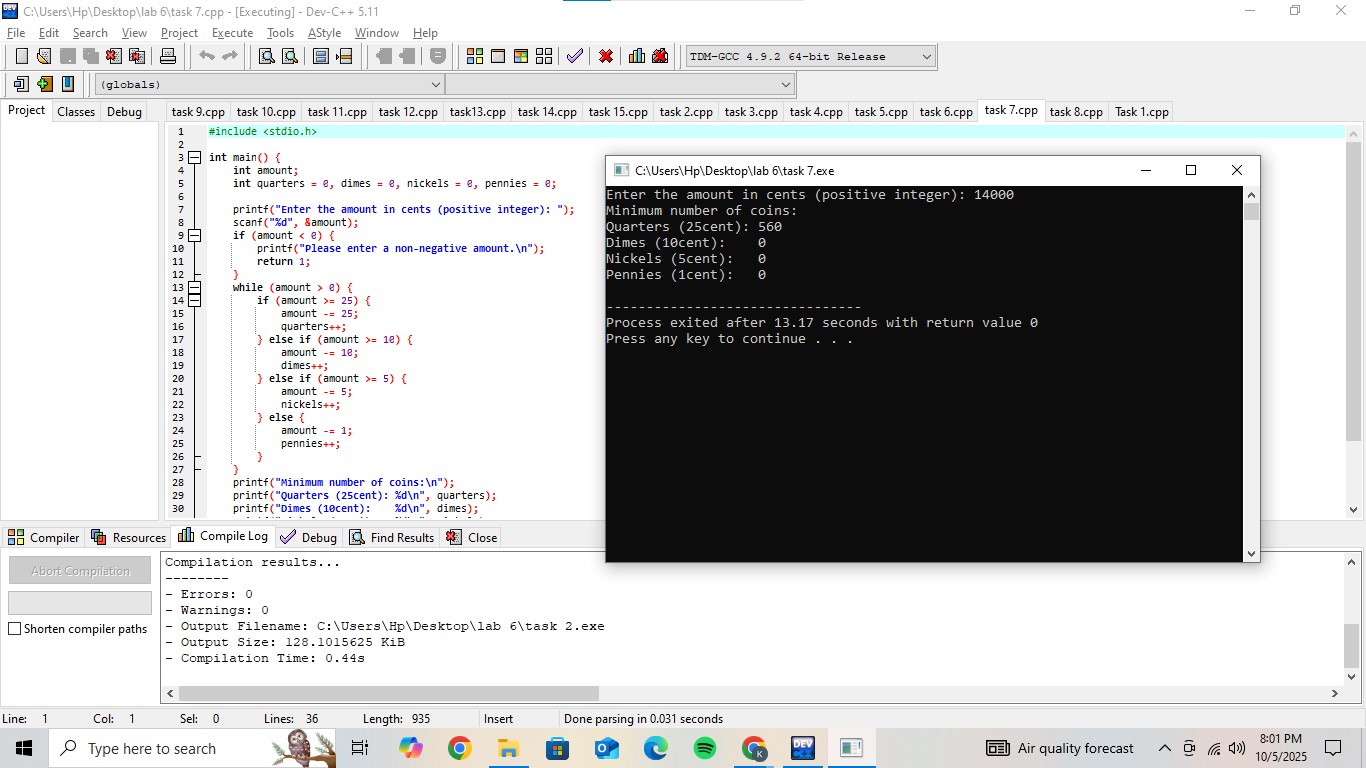 C:\Users\Hp\Desktop\lab 6\task 7.cpp - [Executing] - Dev-C++ 5.11
File Edit Search View Project Execute Tools AStyle Window Help
TDM-GCC 4.9.2 64-bit Release
(globals)
Project Classes Debug
task 9.cpp task 10.cpp task 11.cpp task 12.cpp task13.cpp task 14.cpp task 15.cpp task 2.cpp task 3.cpp task 4.cpp task 5.cpp task 6.cpp task 7.cpp task 8.cpp Task 1.cpp
1 #include <stdio.h>
2
3 int main() {
4 int amount;
5 int quarters = 0, dimes = 0, nickels = 0, pennies = 0;
6
7 printf("Enter the amount in cents (positive integer): ");
8 scanf("%d", &amount);
9 if (amount < 0) {
10 printf("Please enter a non-negative amount.\n");
11 return 1;
12 }
13 while (amount > 0) {
14 if (amount >= 25) {
15 amount -= 25;
16 quarters++;
17 } else if (amount >= 10) {
18 amount -= 10;
19 dimes++;
20 } else if (amount >= 5) {
21 amount -= 5;
22 nickels++;
23 } else {
24 amount -= 1;
25 pennies++;
26 }
27 }
28 printf("Minimum number of coins:\n");
29 printf("Quarters (25cent): %d\n", quarters);
30 printf("Dimes (10cent):    %d\n", dimes);
C:\Users\Hp\Desktop\lab 6\task 7.exe
Enter the amount in cents (positive integer): 14000
Minimum number of coins:
Quarters (25cent): 560
Dimes (10cent):    0
Nickels (5cent):   0
Pennies (1cent):   0
--------------------------------
Process exited after 13.17 seconds with return value 0
Press any key to continue . . .
Compiler Resources Compile Log Debug Find Results Close
Abort Compilation
Shorten compiler paths
Compilation results...
--------
- Errors: 0
- Warnings: 0
- Output Filename: C:\Users\Hp\Desktop\lab 6\task 2.exe
- Output Size: 128.1015625 KiB
- Compilation Time: 0.44s
Line: 1 Col: 1 Sel: 0 Lines: 36 Length: 935 Insert Done parsing in 0.031 seconds
Type here to search
DEV
K
Air quality forecast
8:01 PM
10/5/2025